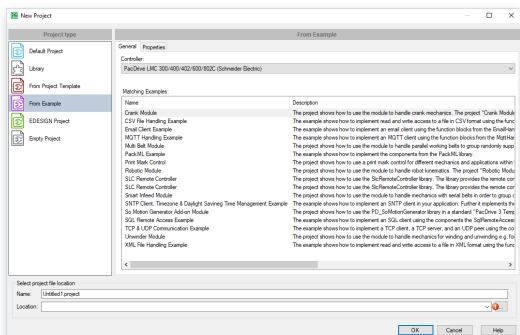 New Project
Project type
From Example
Default Project
Library
From Project Template
From Example
EDESIGN Project
Empty Project
General Properties
Controller:
PacDrive LMC 300/400/402/600/802C (Schneider Electric)
Matching Examples:
Name Description
Crank Module The project shows how to use the module to handle crank mechanics. The project "Crank Modul
CSV File Handling Example The example shows how to implement read and write access to a file in CSV format using the func
Email Client Example The example shows how to implement an email client using the function blocks from the EmailHan
MQTT Handling Example The example shows how to implement an MQTT client using the function blocks from the MqttHar
Multi Belt Module The project shows how to use the module to handle parallel working belts to group randomly supp
PackML Example The example shows how to implement the components from the PackML library.
Print Mark Control The project shows how to use a print mark control for different mechanics and applications within
Robotic Module The project shows how to use the module to handle robot kinematics. The project "Robotic Modu
SLC Remote Controller The project shows how to use the SlcRemoteController library. The library provides the remote cor
SLC Remote Controller The project shows how to use the SlcRemoteController library. The library provides the remote cor
Smart Infeed Module The project shows how to use the module to handle mechanics with serial belts in order to group c
SNTP Client, Timezone & Daylight Savineg Time Management Example The example shows how to implement an SNTP client in your application. Further it implements th
So Motion Generator Add-on Module The project shows how to use the PD_SoMotionGenerator library in a standard "PacDrive 3 Temp
SQL Remote Access Example The example shows how to implement an SQL client using the components from the SqlRemoteAcces
TCP & UDP Communication Example The example shows how to implement a TCP client, a TCP server, and an UDP peer using the co
Unwinder Module The project shows how to use the module to handle mechanics for winding and unwinding e.g. foi
XML File Handling Example The example shows how to implement read and write access to a file in XML format using the func
Select project file location
Name: Untitled1.project
Location:
...
OK Cancel Help